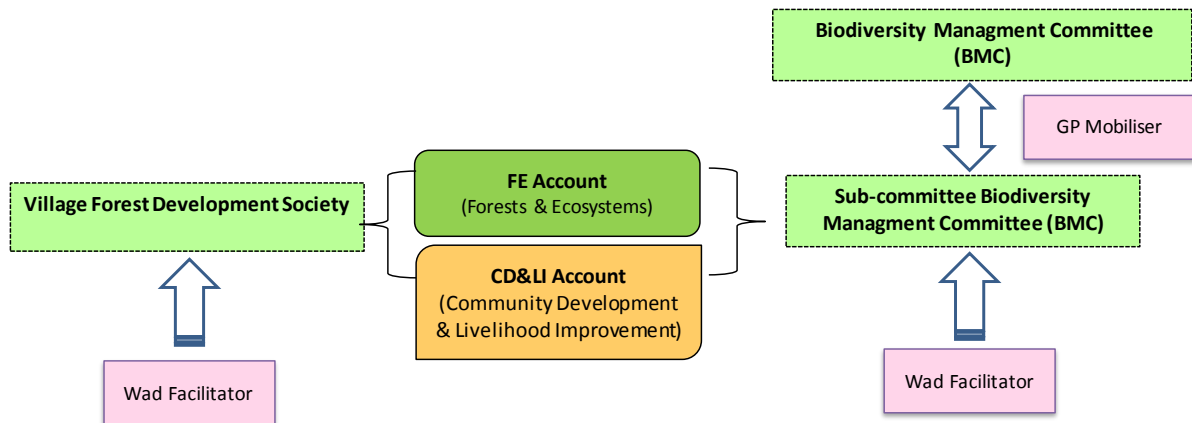 Biodiversity Managment Committee
(BMC)
GP Mobiliser
FE Account
(Forests & Ecosystems)
Village Forest Development Society
Sub-committee Biodiversity
Managment Committee (BMC)
CD&LI Account
(Community Development
& Livelihood Improvement)
Wad Facilitator
Wad Facilitator